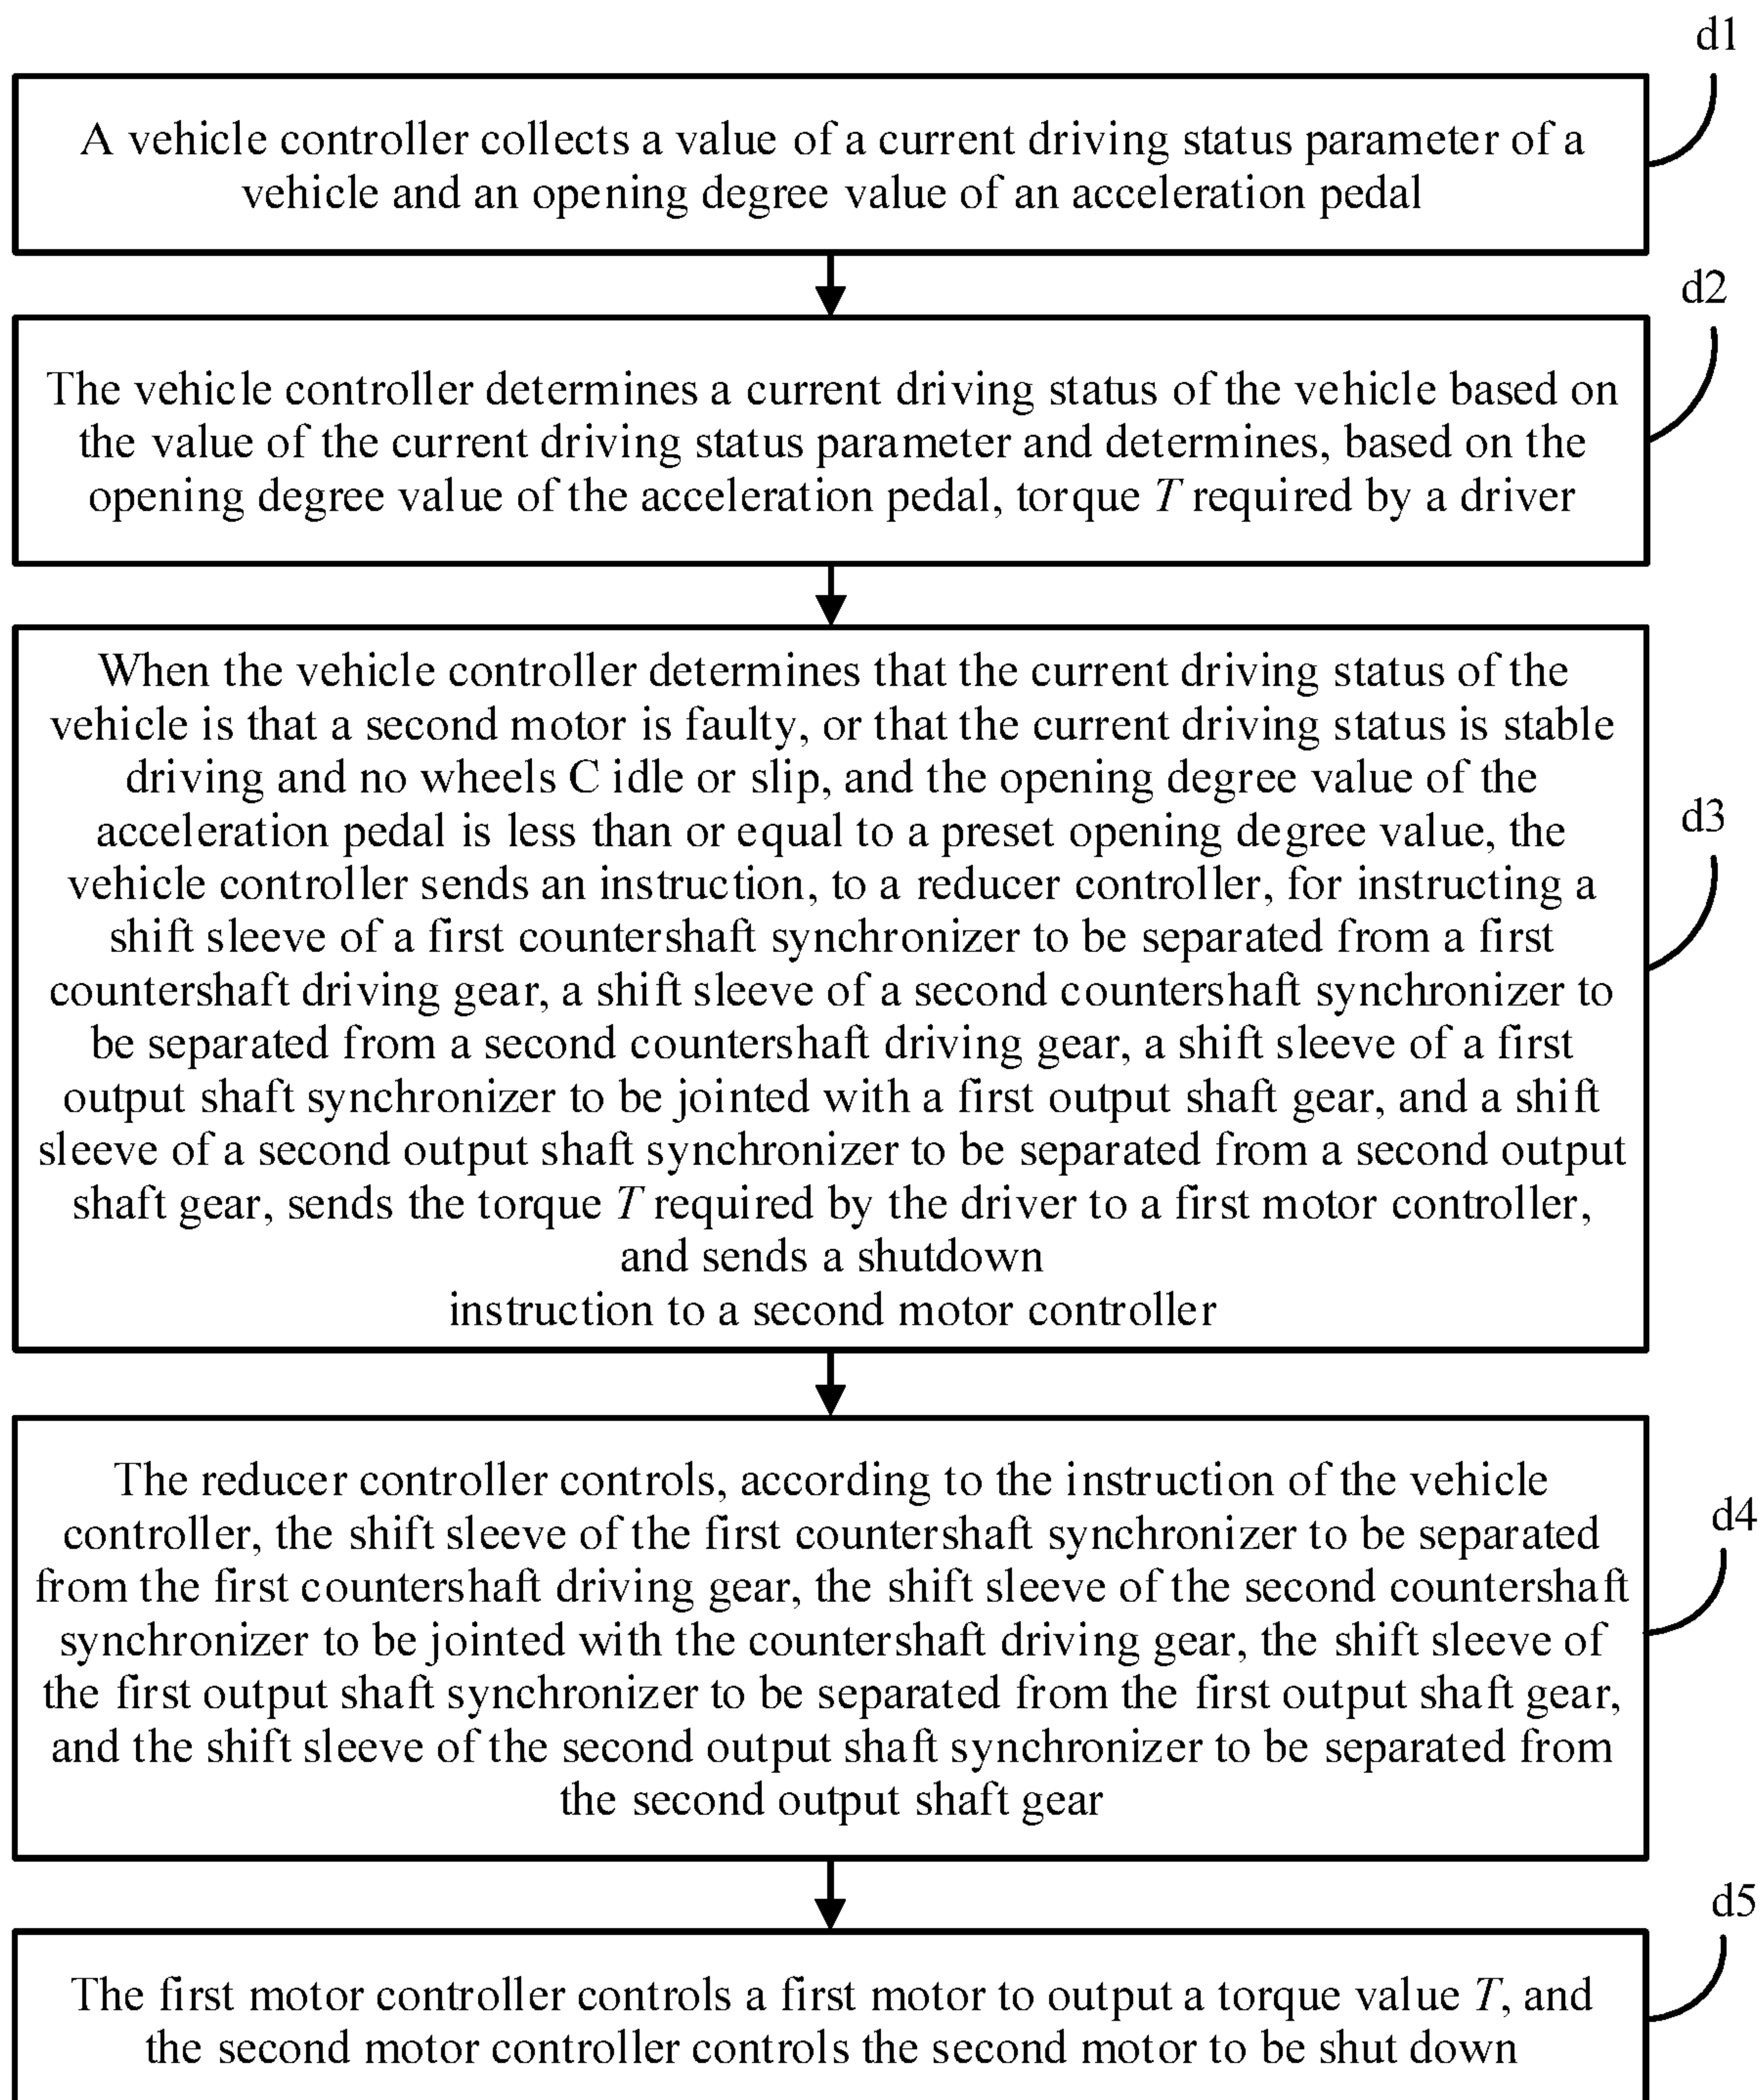 d1
A vehicle controller collects a value of a current driving status parameter of a
vehicle and an opening degree value of an acceleration pedal
d2
The vehicle controller determines a current driving status of the vehicle based on
the value of the current driving status parameter and determines, based on the
opening degree value of the acceleration pedal, torque T required by a driver
d3
When the vehicle controller determines that the current driving status of the
vehicle is that a second motor is faulty, or that the current driving status is stable
driving and no wheels C idle or slip, and the opening degree value of the
acceleration pedal is less than or equal to a preset opening degree value, the
vehicle controller sends an instruction, to a reducer controller, for instructing a
shift sleeve of a first countershaft synchronizer to be separated from a first
countershaft driving gear, a shift sleeve of a second countershaft synchronizer to
be separated from a second countershaft driving gear, a shift sleeve of a first
output shaft synchronizer to be jointed with a first output shaft gear, and a shift
sleeve of a second output shaft synchronizer to be separated from a second output
shaft gear, sends the torque T required by the driver to a first motor controller,
and sends a shutdown
instruction to a second motor controller
d4
The reducer controller controls, according to the instruction of the vehicle
controller, the shift sleeve of the first countershaft synchronizer to be separated
from the first countershaft driving gear, the shift sleeve of the second countershaft
synchronizer to be jointed with the countershaft driving gear, the shift sleeve of
the first output shaft synchronizer to be separated from the first output shaft gear,
and the shift sleeve of the second output shaft synchronizer to be separated from
the second output shaft gear
d5
The first motor controller controls a first motor to output a torque value T, and
the second motor controller controls the second motor to be shut down